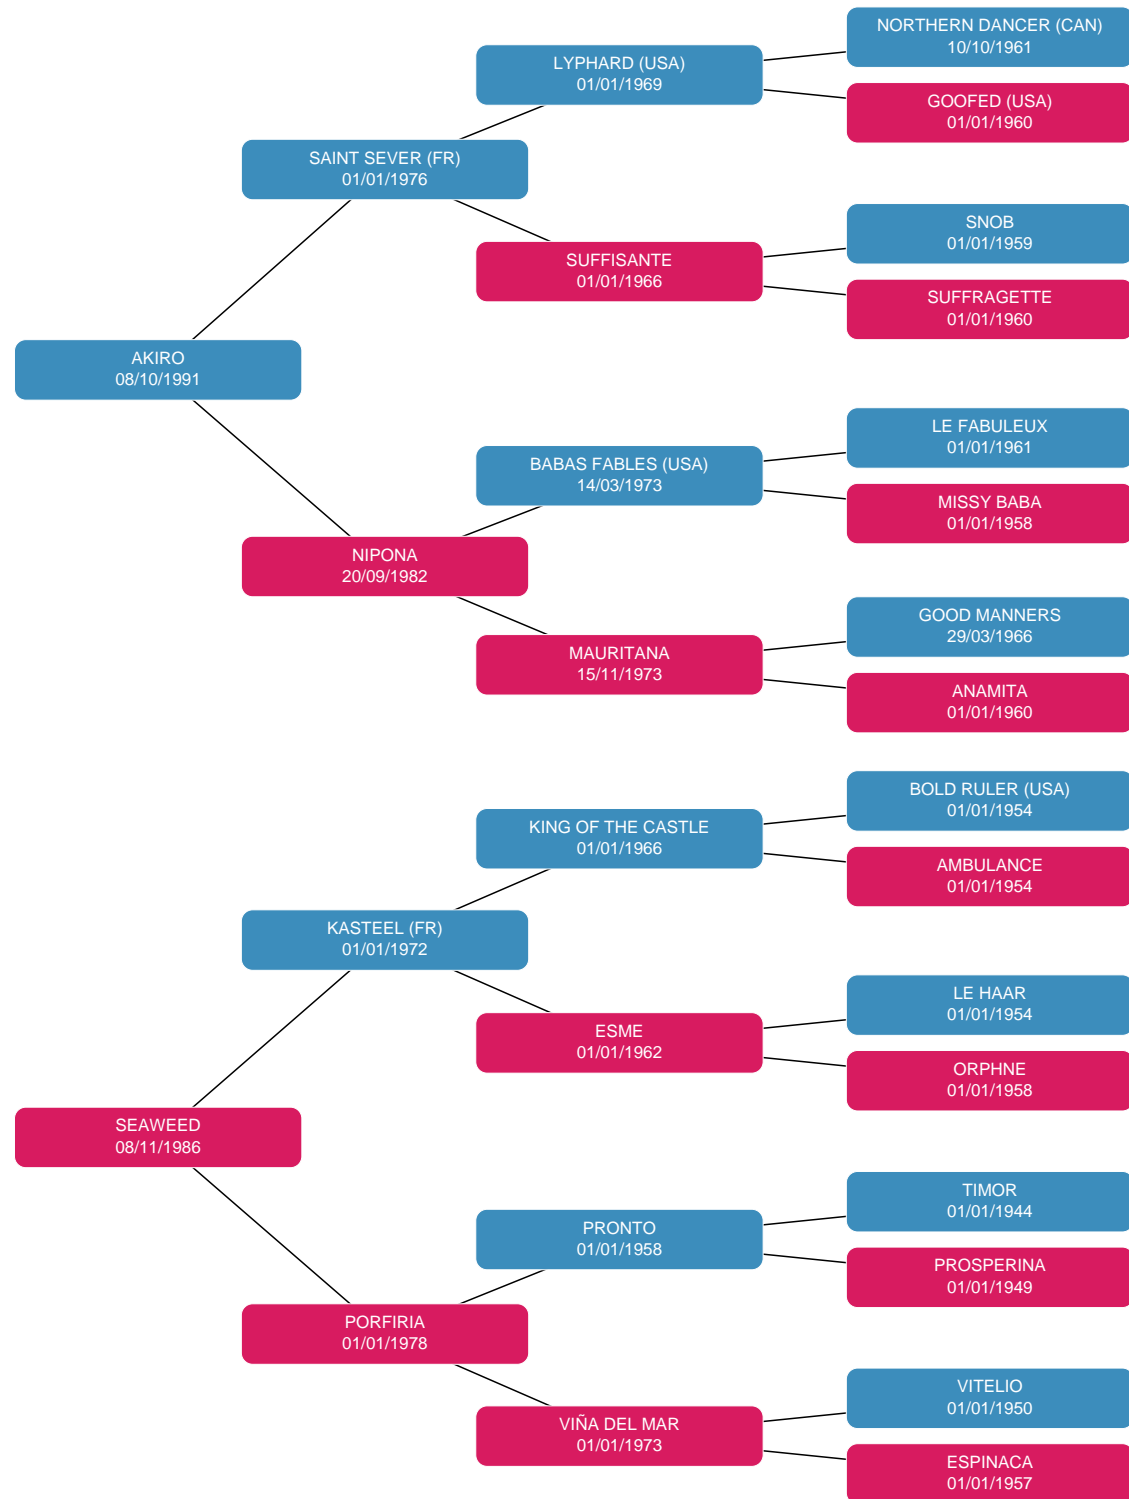 NORTHERN DANCER (CAN)
10/10/1961
LYPHARD (USA)
01/01/1969
GOOFED (USA)
01/01/1960
SAINT SEVER (FR)
01/01/1976
SNOB
01/01/1959
SUFFISANTE
01/01/1966
SUFFRAGETTE
01/01/1960
AKIRO
08/10/1991
LE FABULEUX
01/01/1961
BABAS FABLES (USA)
14/03/1973
MISSY BABA
01/01/1958
NIPONA
20/09/1982
GOOD MANNERS
29/03/1966
MAURITANA
15/11/1973
ANAMITA
01/01/1960
BOLD RULER (USA)
01/01/1954
KING OF THE CASTLE
01/01/1966
AMBULANCE
01/01/1954
KASTEEL (FR)
01/01/1972
LE HAAR
01/01/1954
ESME
01/01/1962
ORPHNE
01/01/1958
SEAWEED
08/11/1986
TIMOR
01/01/1944
PRONTO
01/01/1958
PROSPERINA
01/01/1949
PORFIRIA
01/01/1978
VITELIO
01/01/1950
VIÑA DEL MAR
01/01/1973
ESPINACA
01/01/1957